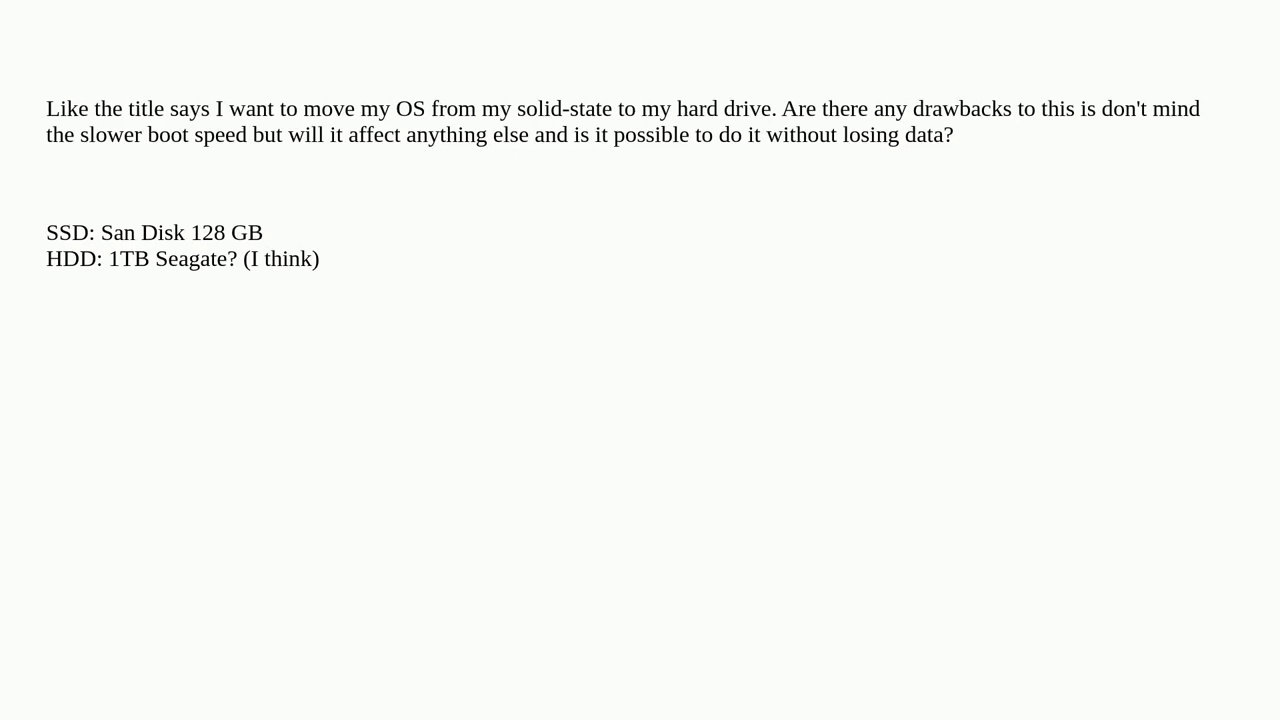 Like the title says I want to move my OS from my solid-state to my hard drive. Are there any drawbacks to this is don't mind
the slower boot speed but will it affect anything else and is it possible to do it without losing data?
SSD: San Disk 128 GB
HDD: 1TB Seagate? (I think)